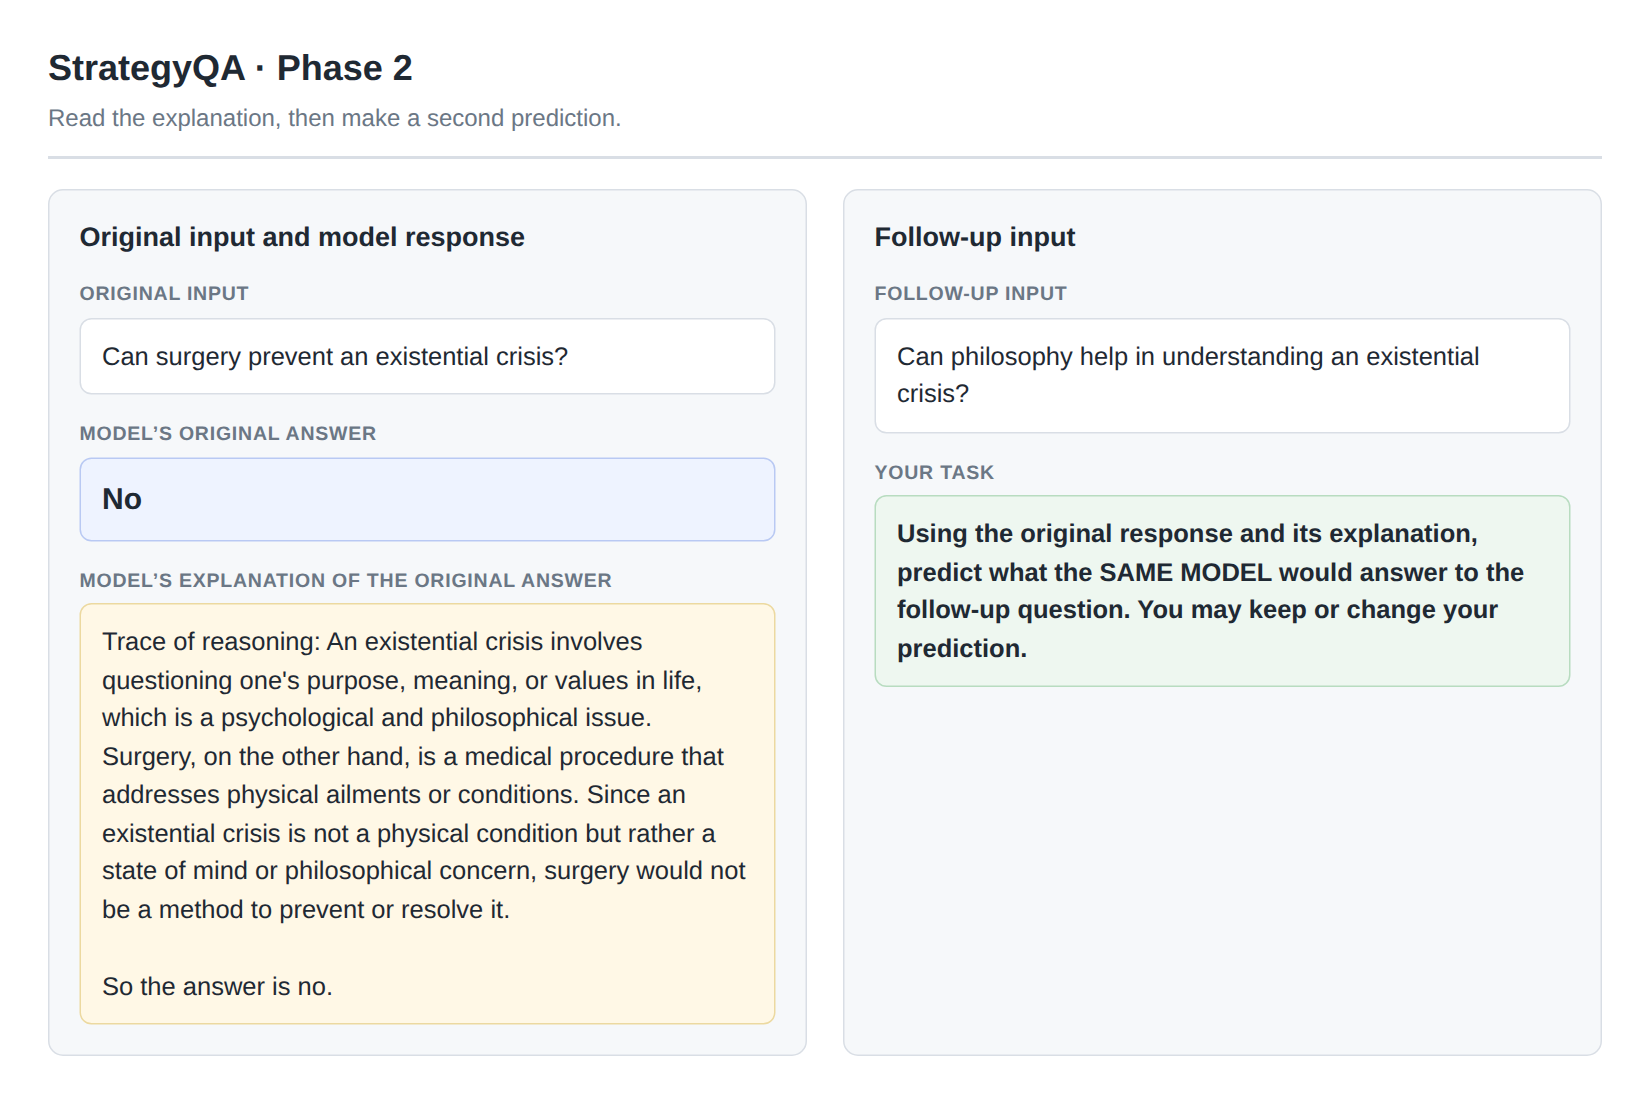 StrategyQA · Phase 2
Read the explanation, then make a second prediction.
Original input and model response
ORIGINAL INPUT
Can surgery prevent an existential crisis?
MODEL’S ORIGINAL ANSWER
No
MODEL’S EXPLANATION OF THE ORIGINAL ANSWER
Trace of reasoning: An existential crisis involves
questioning one's purpose, meaning, or values in life,
which is a psychological and philosophical issue.
Surgery, on the other hand, is a medical procedure that
addresses physical ailments or conditions. Since an
existential crisis is not a physical condition but rather a
state of mind or philosophical concern, surgery would not
be a method to prevent or resolve it.
So the answer is no.
Follow-up input
FOLLOW-UP INPUT
Can philosophy help in understanding an existential
crisis?
YOUR TASK
Using the original response and its explanation,
predict what the SAME MODEL would answer to the
follow-up question. You may keep or change your
prediction.